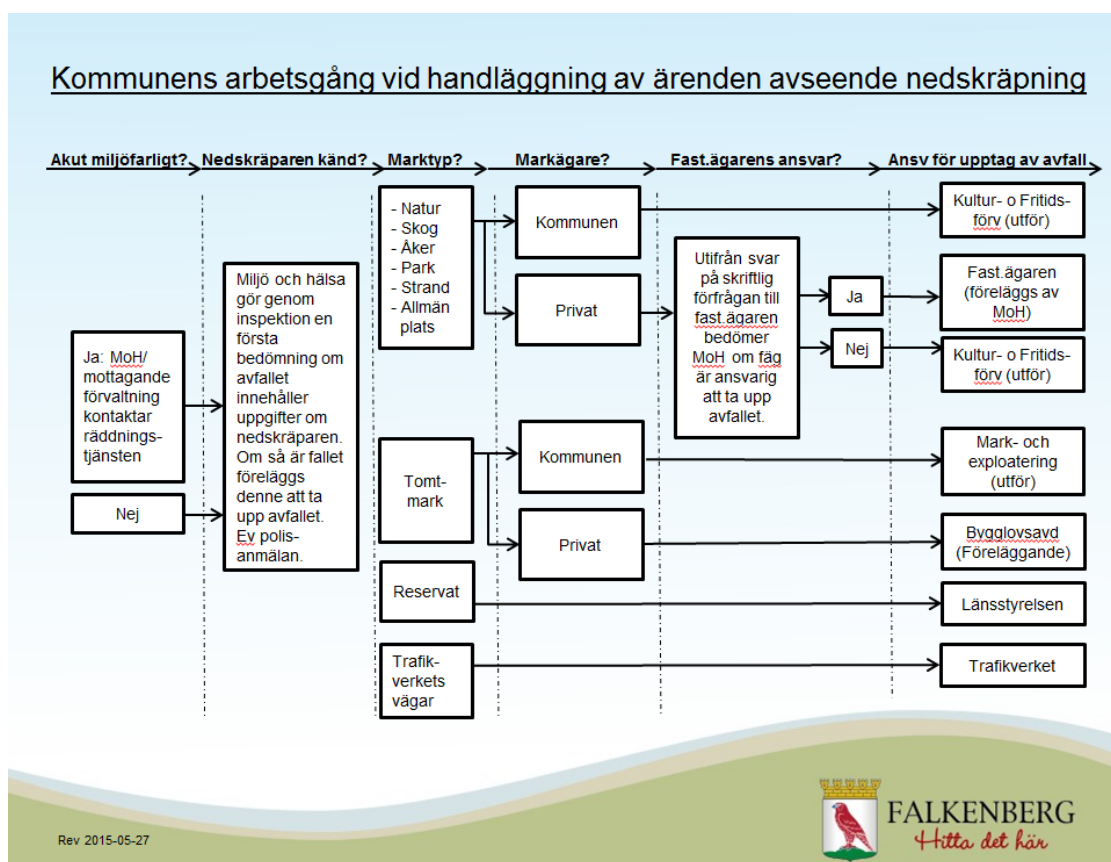 Kommunens arbetsgång vid handläggning av ärenden avseende nedskräpning
Akut miljöfarligt?
Nedskräparen känd?
Marktyp?
Markägare?
Fast.ägarens ansvar?
Ansv för upptag av avfall
Ja: MoH/
mottagande
förvaltning
kontaktar
räddnings-
tjänsten
Nej
Miljö och hälsa
gör genom
inspektion en
första
bedömning om
avfallet
innehåller
uppgifter om
nedskräparen.
Om så är fallet
föreläggs
denne att ta
upp avfallet.
Ev polis-
anmälan.
- Natur
- Skog
- Åker
- Park
- Strand
- Allmän
plats
Tomt-
mark
Reservat
Trafik-
verkets
vägar
Kommunen
Privat
Kommunen
Privat
Utifrån svar
på skriftlig
förfrågan till
fast.ägaren
bedömer
MoH om fäg
är ansvarig
att ta upp
avfallet.
Ja
Nej
Kultur- o Fritids-
förv (utför)
Fast.ägaren
(föreläggs av
MoH)
Kultur- o Fritids-
förv (utför)
Mark- och
exploatering
(utför)
Bygglovsavd
(Föreläggande)
Länsstyrelsen
Trafikverket
Rev 2015-05-27
FALKENBERG
Hitta det här